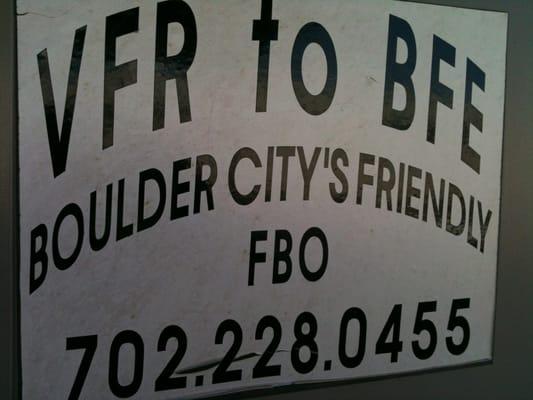 VFR to BFE
BOULDER CITY'S FRIENDLY
FBO
702.228.0455